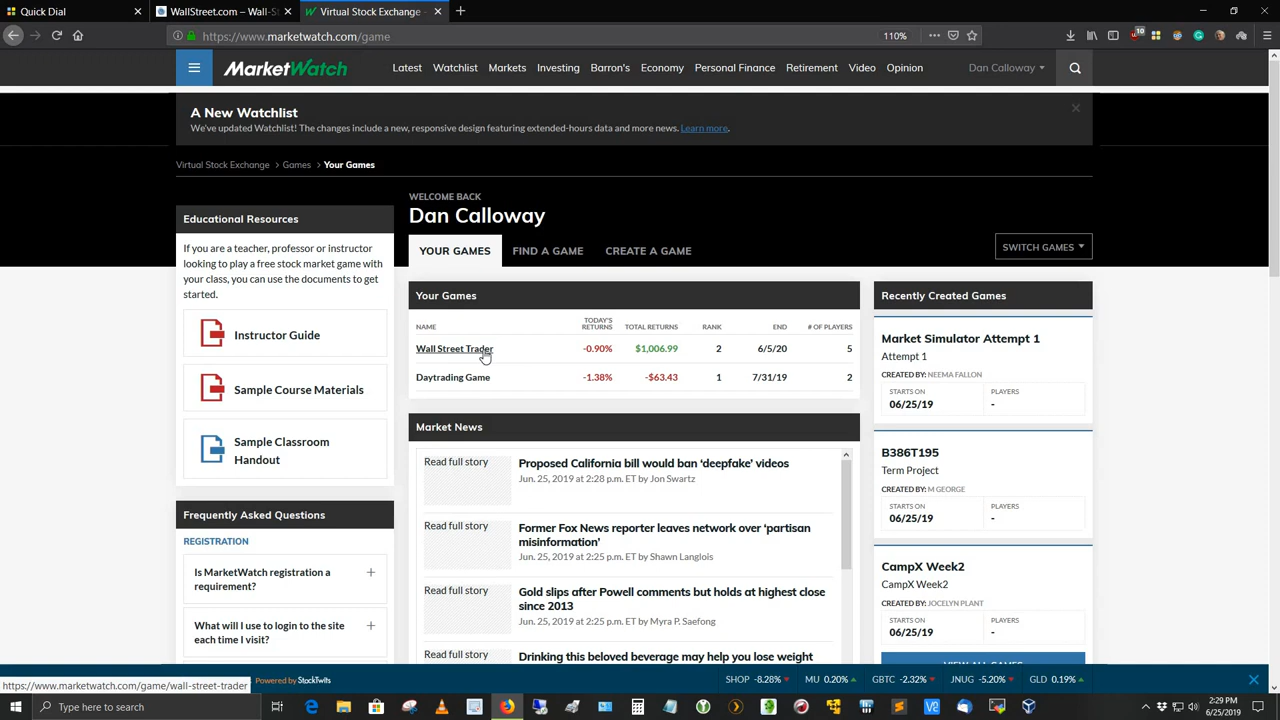 Quick Dial
WallStreet.com – Wall-S
Virtual Stock Exchange -
https://www.marketwatch.com/game
110%
10
MarketWatch
Latest Watchlist Markets Investing Barron's Economy Personal Finance Retirement Video Opinion
Dan Calloway
A New Watchlist
We've updated Watchlist! The changes include a new, responsive design featuring extended-hours data and more news. Learn more.
Virtual Stock Exchange > Games > Your Games
WELCOME BACK
Dan Calloway
YOUR GAMES FIND A GAME CREATE A GAME
SWITCH GAMES
Educational Resources
If you are a teacher, professor or instructor
looking to play a free stock market game with
your class, you can use the documents to get
started.
Instructor Guide
Sample Course Materials
Sample Classroom
Handout
Frequently Asked Questions
REGISTRATION
Is MarketWatch registration a
requirement?
What will I use to login to the site
each time I visit?
Your Games
NAME TODAY'S RETURNS TOTAL RETURNS RANK END # OF PLAYERS
Wall Street Trader -0.90% $1,006.99 2 6/5/20 5
Daytrading Game -1.38% -$63.43 1 7/31/19 2
Market News
Read full story
Proposed California bill would ban ‘deepfake’ videos
Jun. 25, 2019 at 2:28 p.m. ET by Jon Swartz
Read full story
Former Fox News reporter leaves network over ‘partisan
misinformation’
Jun. 25, 2019 at 2:25 p.m. ET by Shawn Langlois
Read full story
Gold slips after Powell comments but holds at highest close
since 2013
Jun. 25, 2019 at 2:25 p.m. ET by Myra P. Saefong
Read full story
Drinking this beloved beverage may help you lose weight
Recently Created Games
Market Simulator Attempt 1
Attempt 1
CREATED BY: NEEMA FALLON
STARTS ON PLAYERS
06/25/19 -
B386T195
Term Project
CREATED BY: M GEORGE
STARTS ON PLAYERS
06/25/19 -
CampX Week2
CampX Week2
CREATED BY: JOCELYN PLANT
STARTS ON PLAYERS
06/25/19 -
VIEW ALL GAMES
https://www.marketwatch.com/game/wall-street-trader
Powered by StockTwits
SHOP -8.28% MU 0.20% GBTC -2.32% JNUG -5.20% GLD 0.19%
Type here to search
2:29 PM
6/25/2019